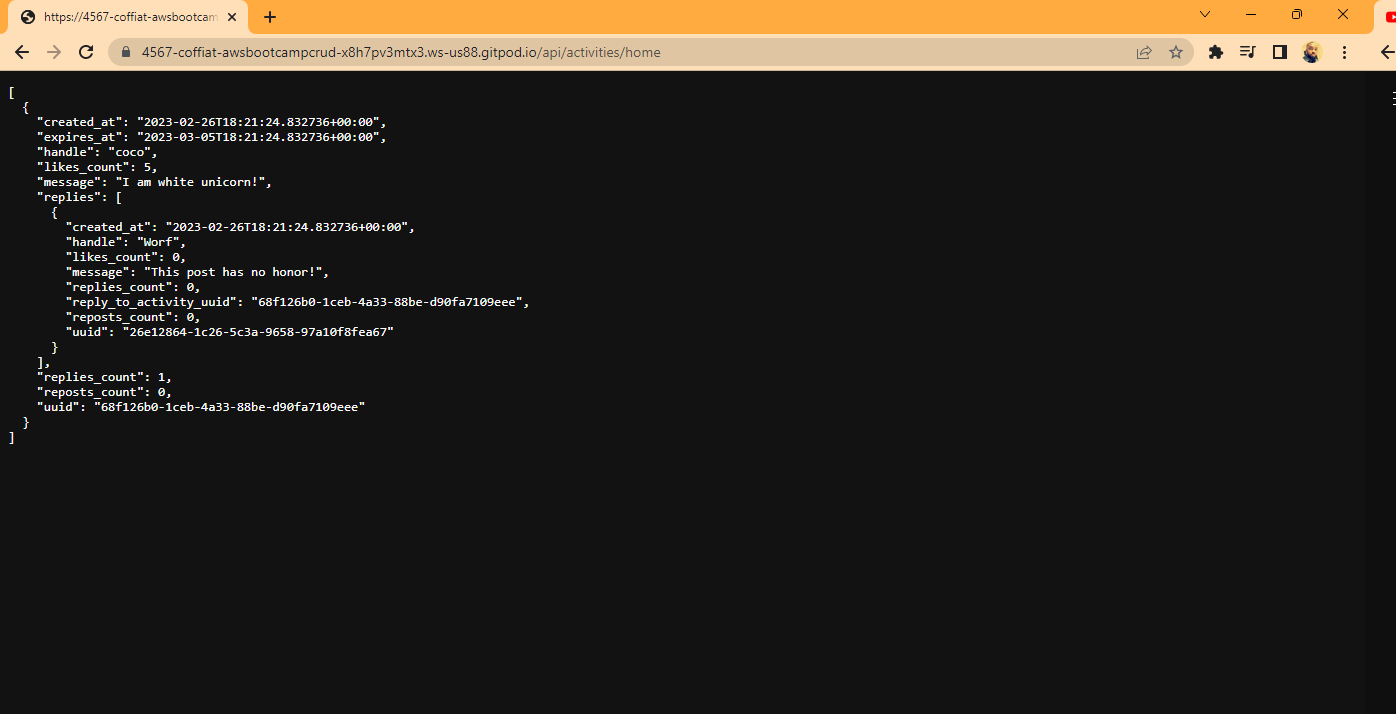 https://4567-coffiat-awsbootcam
4567-coffiat-awsbootcampcrud-x8h7pv3mtx3.ws-us88.gitpod.io/api/activities/home
[
  {
    "created_at": "2023-02-26T18:21:24.832736+00:00",
    "expires_at": "2023-03-05T18:21:24.832736+00:00",
    "handle": "coco",
    "likes_count": 5,
    "message": "I am white unicorn!",
    "replies": [
      {
        "created_at": "2023-02-26T18:21:24.832736+00:00",
        "handle": "Worf",
        "likes_count": 0,
        "message": "This post has no honor!",
        "replies_count": 0,
        "reply_to_activity_uuid": "68f126b0-1ceb-4a33-88be-d90fa7109eee",
        "reposts_count": 0,
        "uuid": "26e12864-1c26-5c3a-9658-97a10f8fea67"
      }
    ],
    "replies_count": 1,
    "reposts_count": 0,
    "uuid": "68f126b0-1ceb-4a33-88be-d90fa7109eee"
  }
]